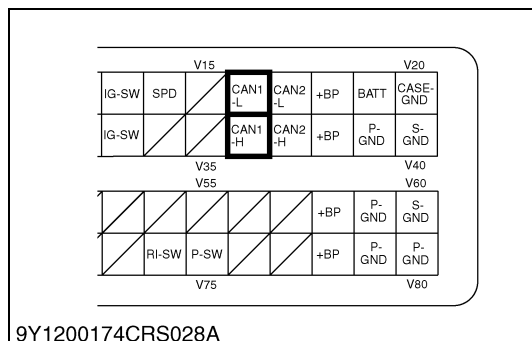 V15 V20
IG-SW SPD CAN1-L CAN2-L +BP BATT CASE-GND
IG-SW CAN1-H CAN2-H +BP P-GND S-GND
V35 V40
V55 V60
+BP P-GND S-GND
RI-SW P-SW +BP P-GND P-GND
V75 V80
9Y1200174CRS028A